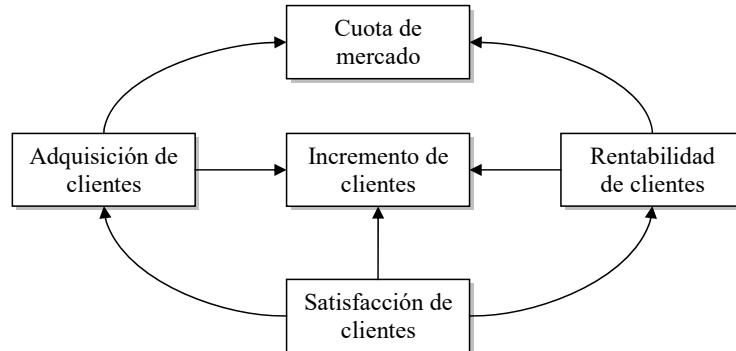 Cuota de
mercado
Adquisición de
clientes
Incremento de
clientes
Rentabilidad
de clientes
Satisfacción de
clientes